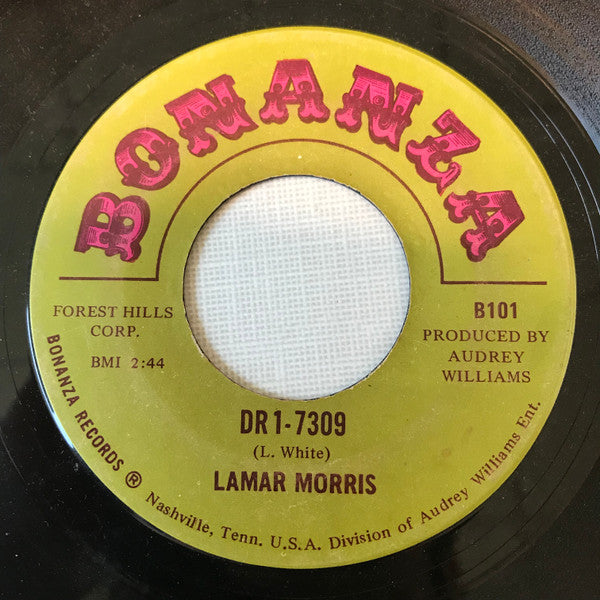 BONANZA
FOREST HILLS
CORP.
BMI 2:44
B101
PRODUCED BY
AUDREY
WILLIAMS
DR 1-7309
(L. White)
LAMAR MORRIS
BONANZA RECORDS ® Nashville, Tenn. U.S.A. Division of Audrey Williams Ent.